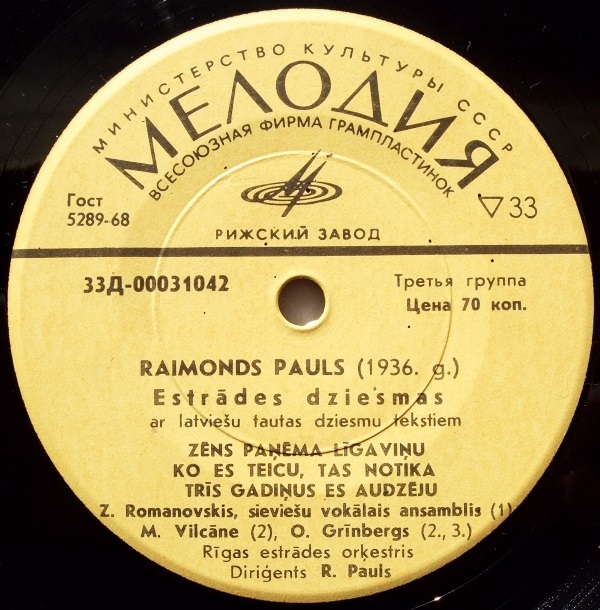 МИНИСТЕРСТВО КУЛЬТУРЫ СССР
МЕЛОДИЯ
ВСЕСОЮЗНАЯ ФИРМА ГРАМПЛАСТИНОК
Гост
5289-68
33
РИЖСКИЙ ЗАВОД
33Д-00031042
Третья группа
Цена 70 коп.
RAIMONDS PAULS (1936. g.)
Estrādes dziesmas
ar latviešu tautas dziesmu tekstiem
ZĒNS PAŅĒMA LĪGAVIŅU
KO ES TEICU, TAS NOTIKA
TRĪS GADIŅUS ES AUDZĒJU
Z. Romanovskis, sieviešu vokālais ansamblis (1)
M. Vilcāne (2), O. Grīnbergs (2., 3.)
Rīgas estrādes orķestris
Diriģents R. Pauls